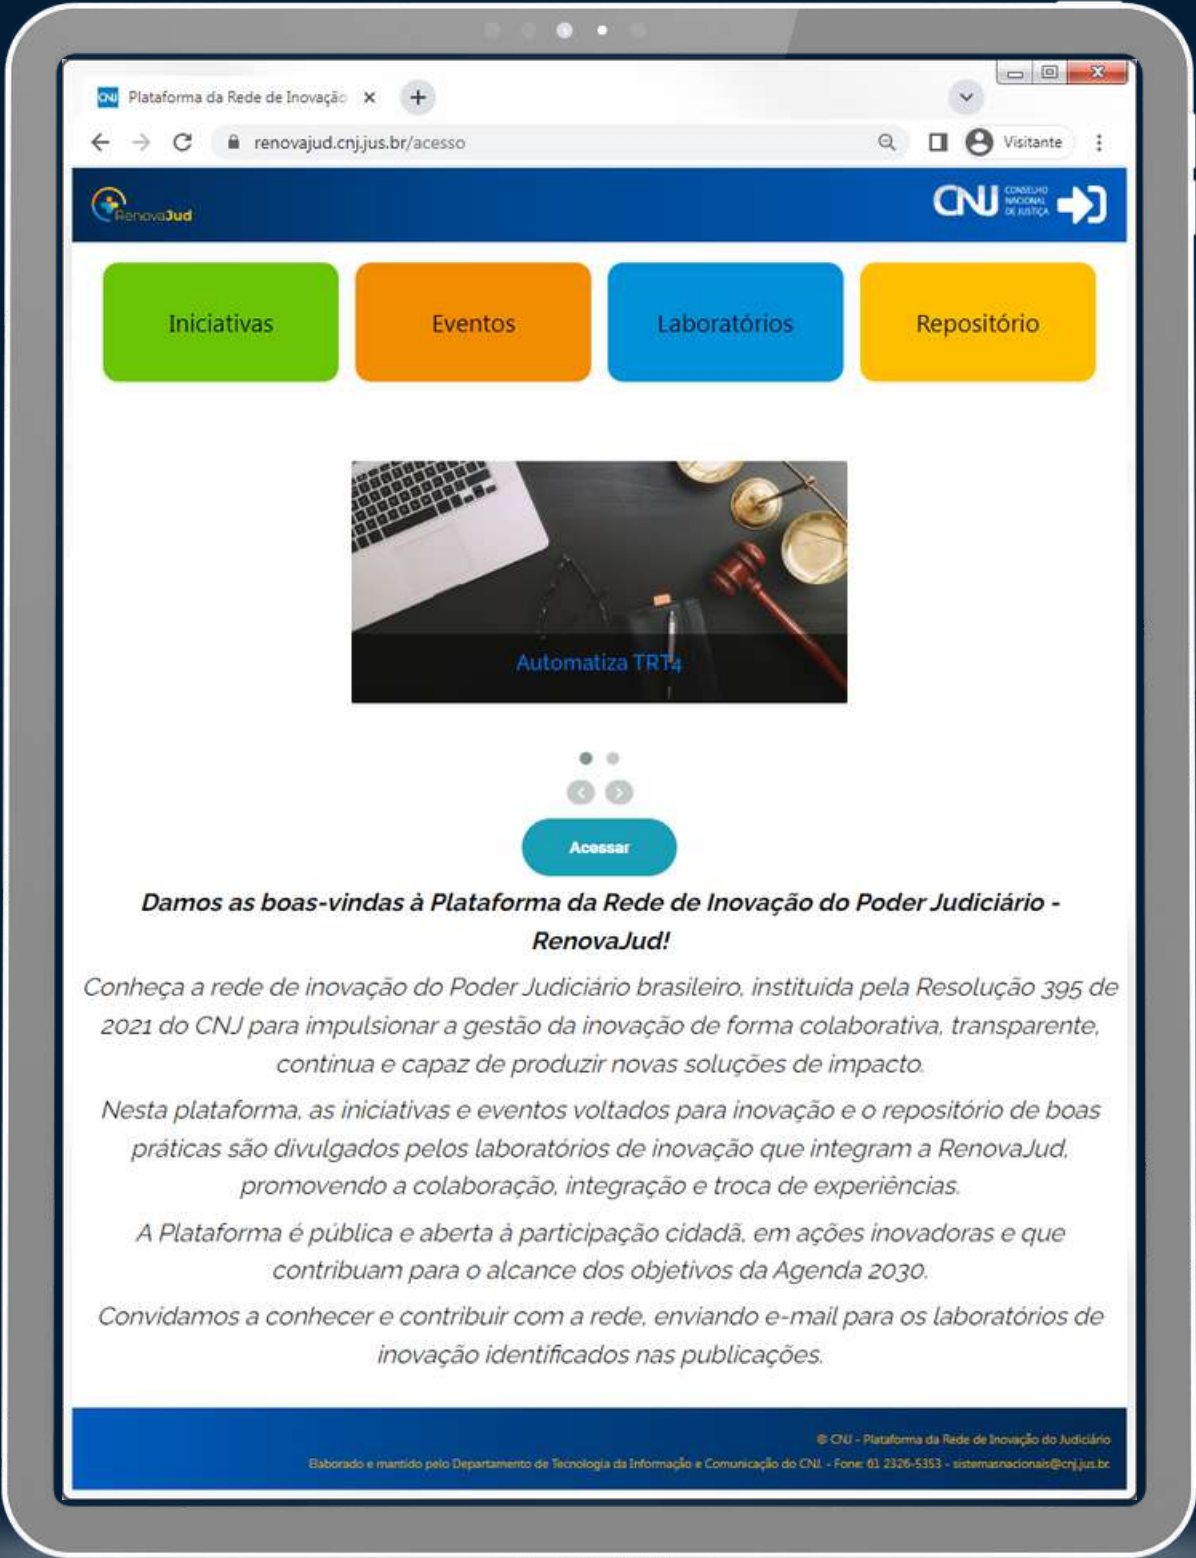 Plataforma da Rede de Inovação
renovajud.cnj.jus.br/acesso
Visitante
RenovaJud
CNJ CONSELHO
NACIONAL
DE JUSTIÇA
Iniciativas
Eventos
Laboratórios
Repositório
Automatiza TRT4
Acessar
Damos as boas-vindas à Plataforma da Rede de Inovação do Poder Judiciário -
RenovaJud!
Conheça a rede de inovação do Poder Judiciário brasileiro, instituída pela Resolução 395 de
2021 do CNJ para impulsionar a gestão da inovação de forma colaborativa, transparente,
contínua e capaz de produzir novas soluções de impacto.
Nesta plataforma, as iniciativas e eventos voltados para inovação e o repositório de boas
práticas são divulgados pelos laboratórios de inovação que integram a RenovaJud,
promovendo a colaboração, integração e troca de experiências.
A Plataforma é pública e aberta à participação cidadã, em ações inovadoras e que
contribuam para o alcance dos objetivos da Agenda 2030.
Convidamos a conhecer e contribuir com a rede, enviando e-mail para os laboratórios de
inovação identificados nas publicações.
© CNJ - Plataforma da Rede de Inovação do Judiciário
Elaborado e mantido pelo Departamento de Tecnologia da Informação e Comunicação do CNJ. - Fone: 61 2326-5353 - sistemasnacionais@cnj.jus.br.